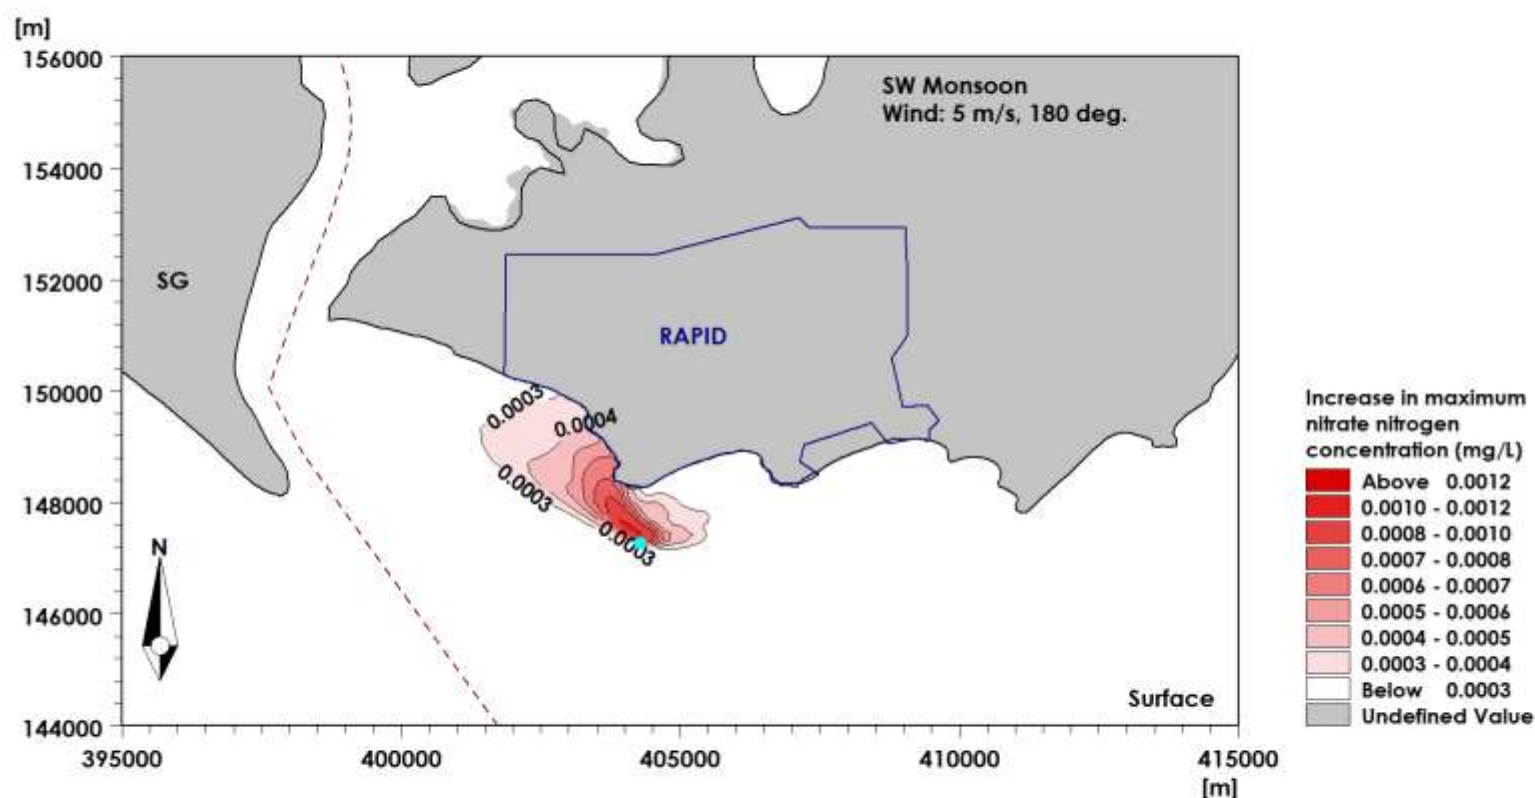 [m]
156000
154000
152000
150000
148000
146000
144000
395000
400000
405000
410000
415000
[m]
SW Monsoon
Wind: 5 m/s, 180 deg.
SG
RAPID
0.0003
0.0004
0.0003
0.0003
N
Surface
Increase in maximum
nitrate nitrogen
concentration (mg/L)
Above 0.0012
0.0010 - 0.0012
0.0008 - 0.0010
0.0007 - 0.0008
0.0006 - 0.0007
0.0005 - 0.0006
0.0004 - 0.0005
0.0003 - 0.0004
Below 0.0003
Undefined Value